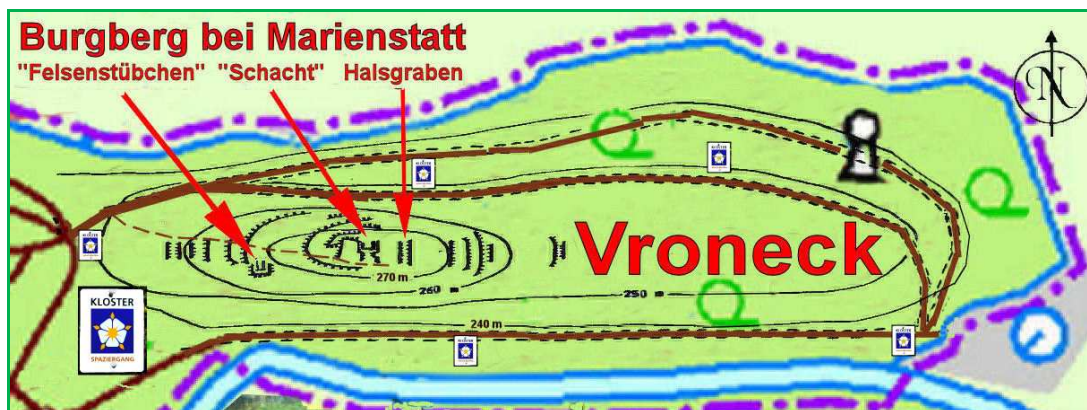 Burgberg bei Marienstatt
"Felsenstübchen" "Schacht" Halsgraben
N
Vroneck
270 m
260 m
250 m
240 m
KLOSTER
SPAZIERGANG